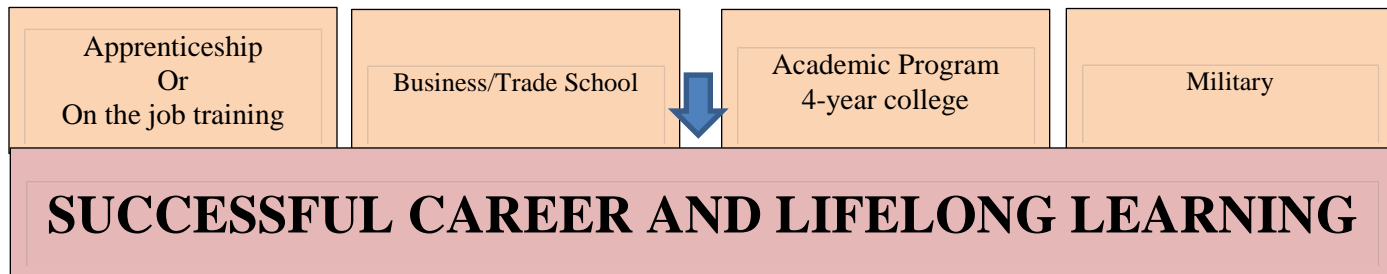 Apprenticeship
Or
On the job training
Business/Trade School
Academic Program
4-year college
Military
SUCCESSFUL CAREER AND LIFELONG LEARNING